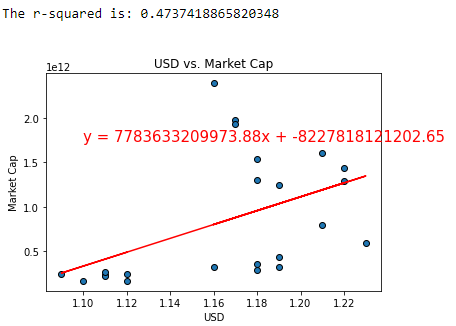 The r-squared is: 0.4737418865820348
USD vs. Market Cap
1e12
y = 7783633209973.88x + -8227818121202.65
2.0
1.5
1.0
0.5
Market Cap
1.10
1.12
1.14
1.16
1.18
1.20
1.22
USD